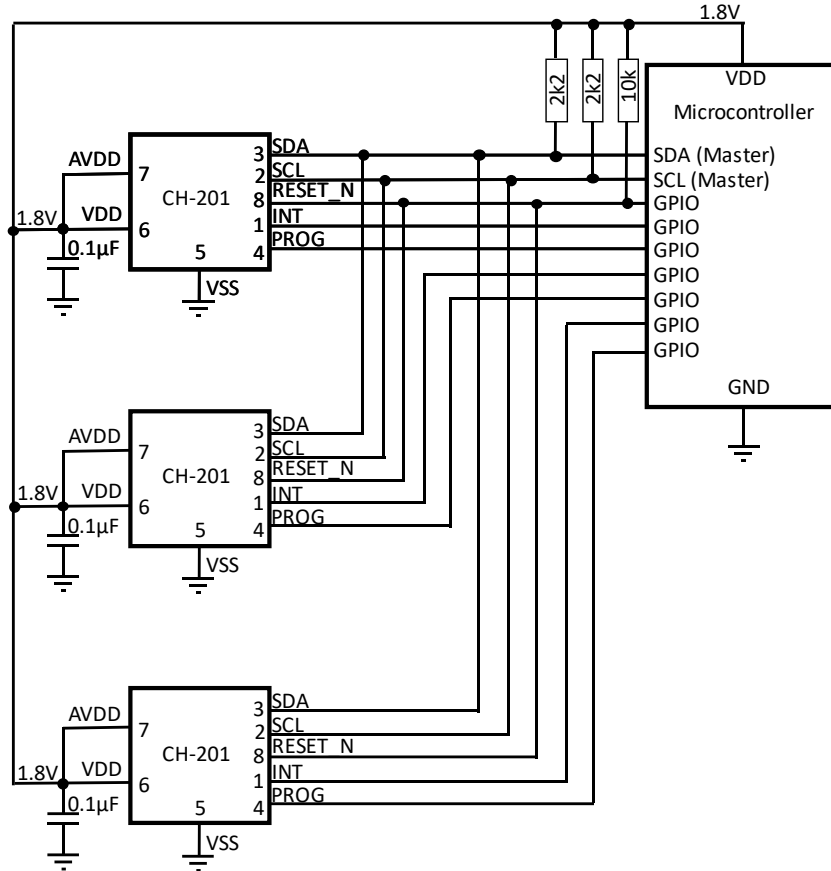 1.8V
VDD
Microcontroller
2k2
2k2
10k
SDA (Master)
SCL (Master)
GPIO
GPIO
GPIO
GPIO
GPIO
GPIO
GPIO
GND
AVDD
7
CH-201
3
SDA
2
SCL
8
RESET_N
1.8V
VDD
6
1
INT
0.1µF
5
4
PROG
VSS
AVDD
7
CH-201
3
SDA
2
SCL
8
RESET_N
1.8V
VDD
6
1
INT
0.1µF
5
4
PROG
VSS
AVDD
7
CH-201
3
SDA
2
SCL
8
RESET_N
1.8V
VDD
6
1
INT
0.1µF
5
4
PROG
VSS